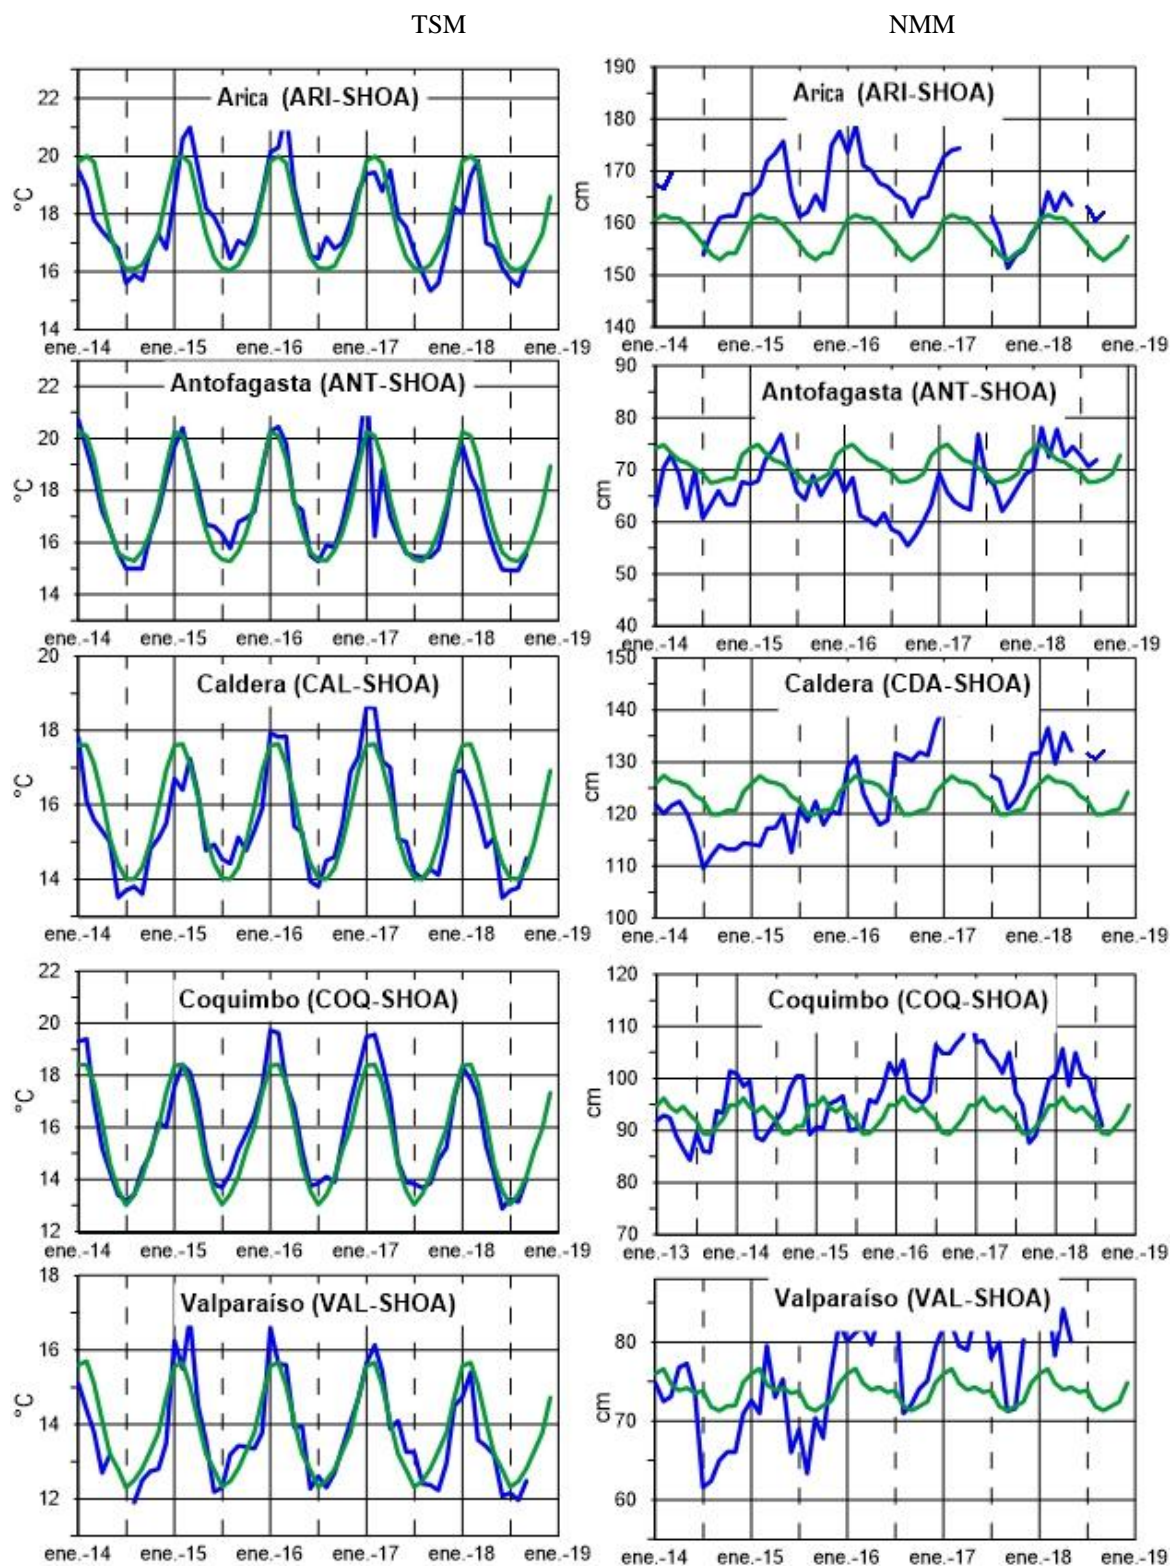 TSM NMM
Arica (ARI-SHOA)
°C
22
20
18
16
14
ene.-14 ene.-15 ene.-16 ene.-17 ene.-18 ene.-19
Arica (ARI-SHOA)
cm
190
180
170
160
150
140
ene.-14 ene.-15 ene.-16 ene.-17 ene.-18 ene.-19
Antofagasta (ANT-SHOA)
°C
22
20
18
16
14
ene.-14 ene.-15 ene.-16 ene.-17 ene.-18 ene.-19
Antofagasta (ANT-SHOA)
cm
90
80
70
60
50
40
ene.-14 ene.-15 ene.-16 ene.-17 ene.-18 ene.-19
Caldera (CAL-SHOA)
°C
20
18
16
14
ene.-14 ene.-15 ene.-16 ene.-17 ene.-18 ene.-19
Caldera (CDA-SHOA)
cm
150
140
130
120
110
100
ene.-14 ene.-15 ene.-16 ene.-17 ene.-18 ene.-19
Coquimbo (COQ-SHOA)
°C
22
20
18
16
14
12
ene.-14 ene.-15 ene.-16 ene.-17 ene.-18 ene.-19
Coquimbo (COQ-SHOA)
cm
120
110
100
90
80
70
ene.-13 ene.-14 ene.-15 ene.-16 ene.-17 ene.-18 ene.-19
Valparaíso (VAL-SHOA)
°C
18
16
14
12
ene.-14 ene.-15 ene.-16 ene.-17 ene.-18 ene.-19
Valparaíso (VAL-SHOA)
cm
80
70
60
ene.-14 ene.-15 ene.-16 ene.-17 ene.-18 ene.-19